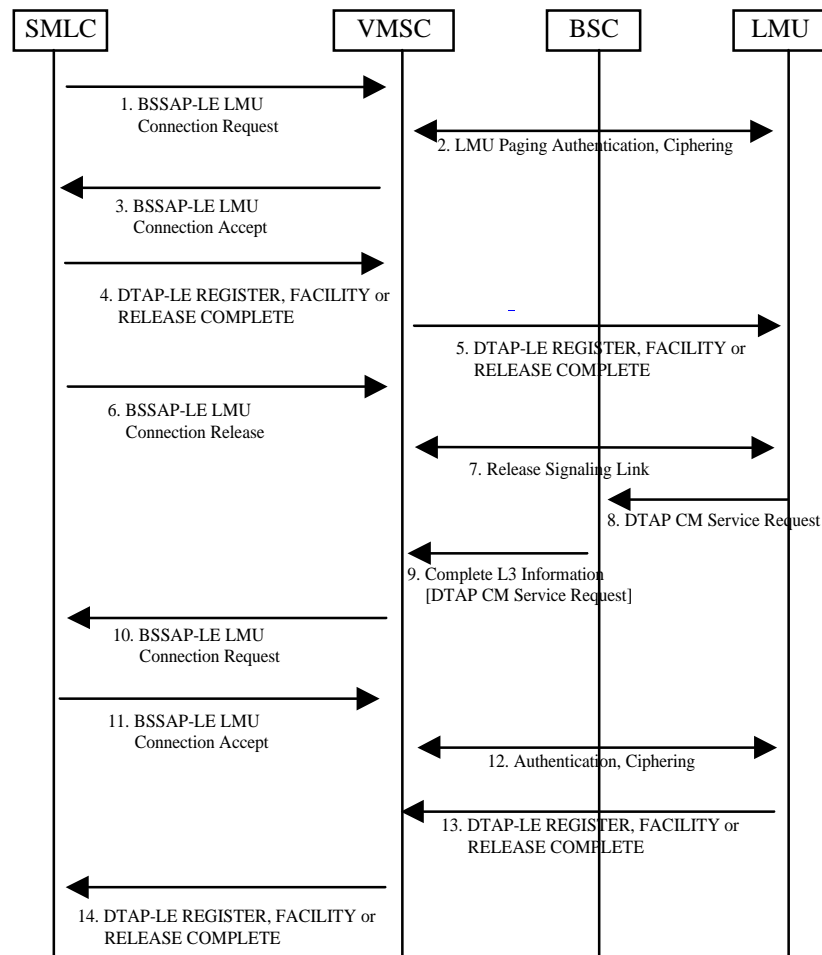 SMLC
VMSC
BSC
LMU
1. BSSAP-LE LMU
Connection Request
2. LMU Paging Authentication, Ciphering
3. BSSAP-LE LMU
Connection Accept
4. DTAP-LE REGISTER, FACILITY or
RELEASE COMPLETE
5. DTAP-LE REGISTER, FACILITY or
RELEASE COMPLETE
6. BSSAP-LE LMU
Connection Release
7. Release Signaling Link
8. DTAP CM Service Request
9. Complete L3 Information
[DTAP CM Service Request]
10. BSSAP-LE LMU
Connection Request
11. BSSAP-LE LMU
Connection Accept
12. Authentication, Ciphering
13. DTAP-LE REGISTER, FACILITY or
RELEASE COMPLETE
14. DTAP-LE REGISTER, FACILITY or
RELEASE COMPLETE